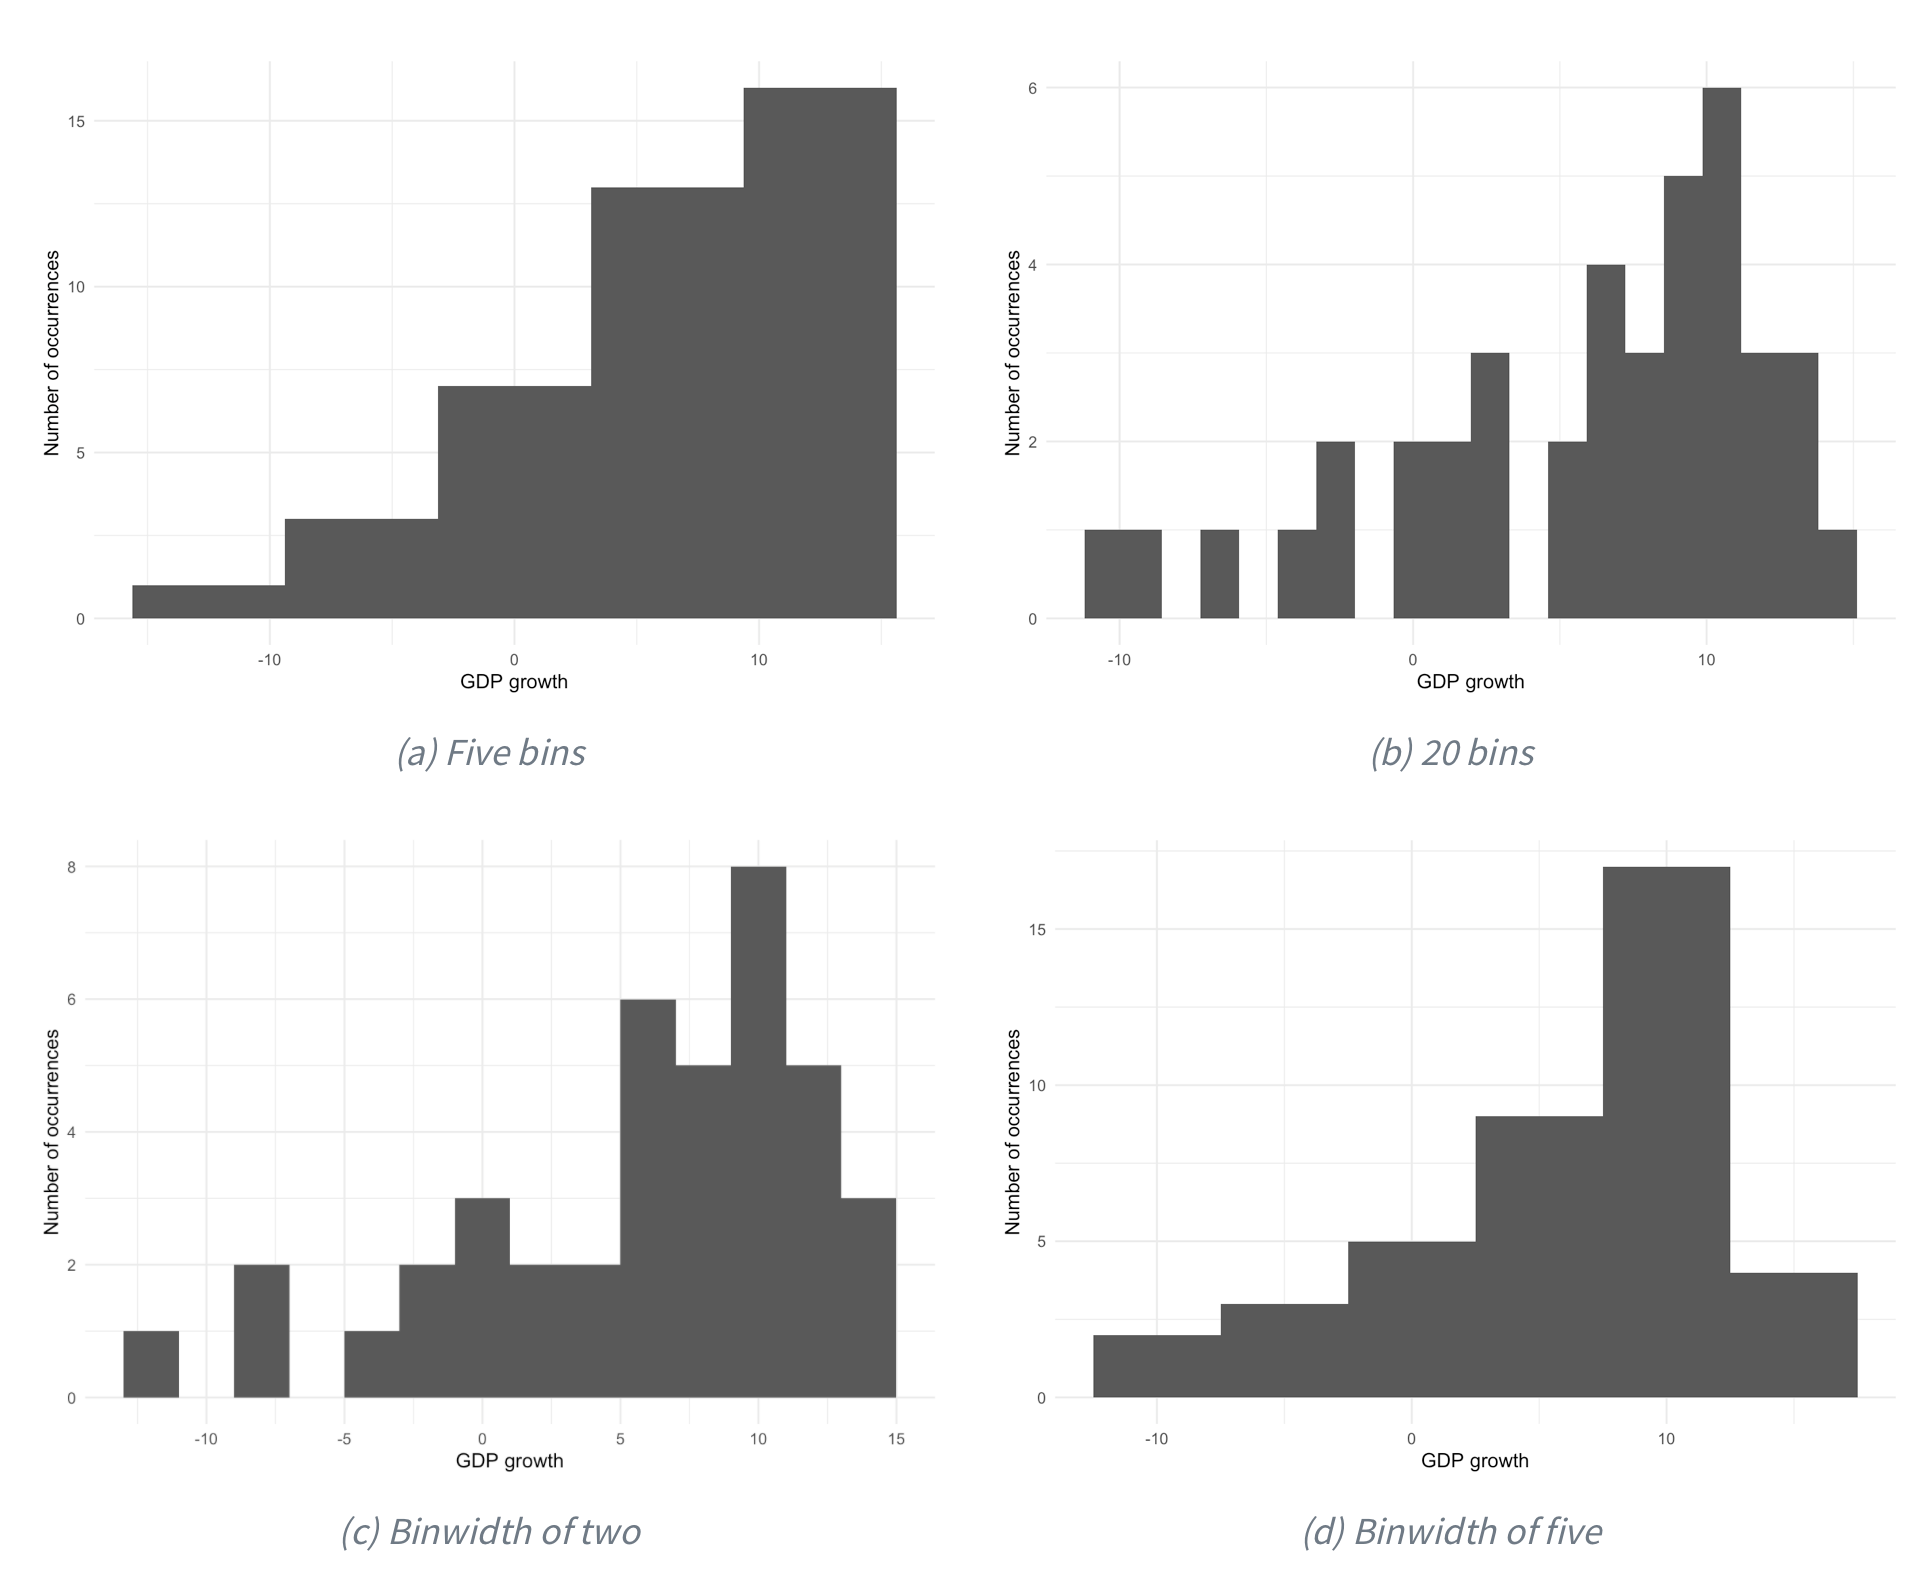 15
10
5
0
Number of occurrences
-10 0 10
GDP growth
(a) Five bins
6
4
2
0
Number of occurrences
-10 0 10
GDP growth
(b) 20 bins
8
6
4
2
0
Number of occurrences
-10 -5 0 5 10 15
GDP growth
(c) Binwidth of two
15
10
5
0
Number of occurrences
-10 0 10
GDP growth
(d) Binwidth of five